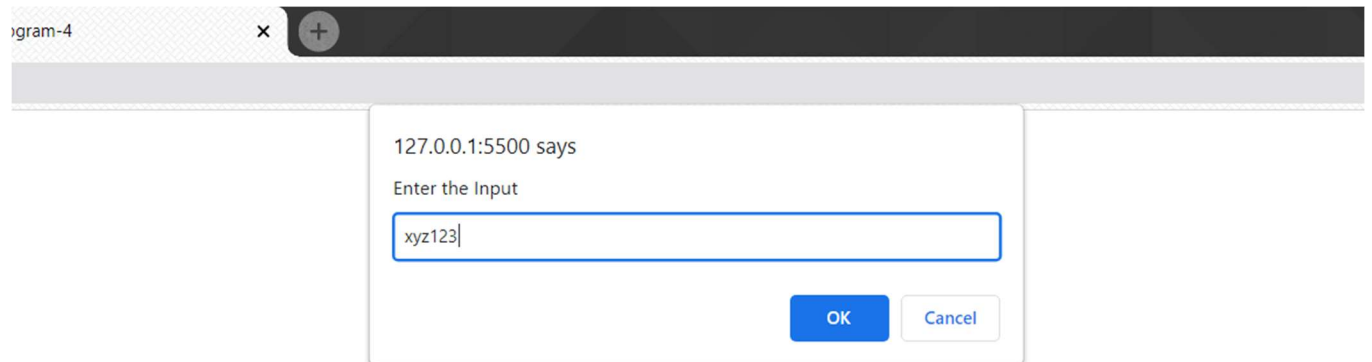 ogram-4
127.0.0.1:5500 says
Enter the Input
xyz123
OK Cancel